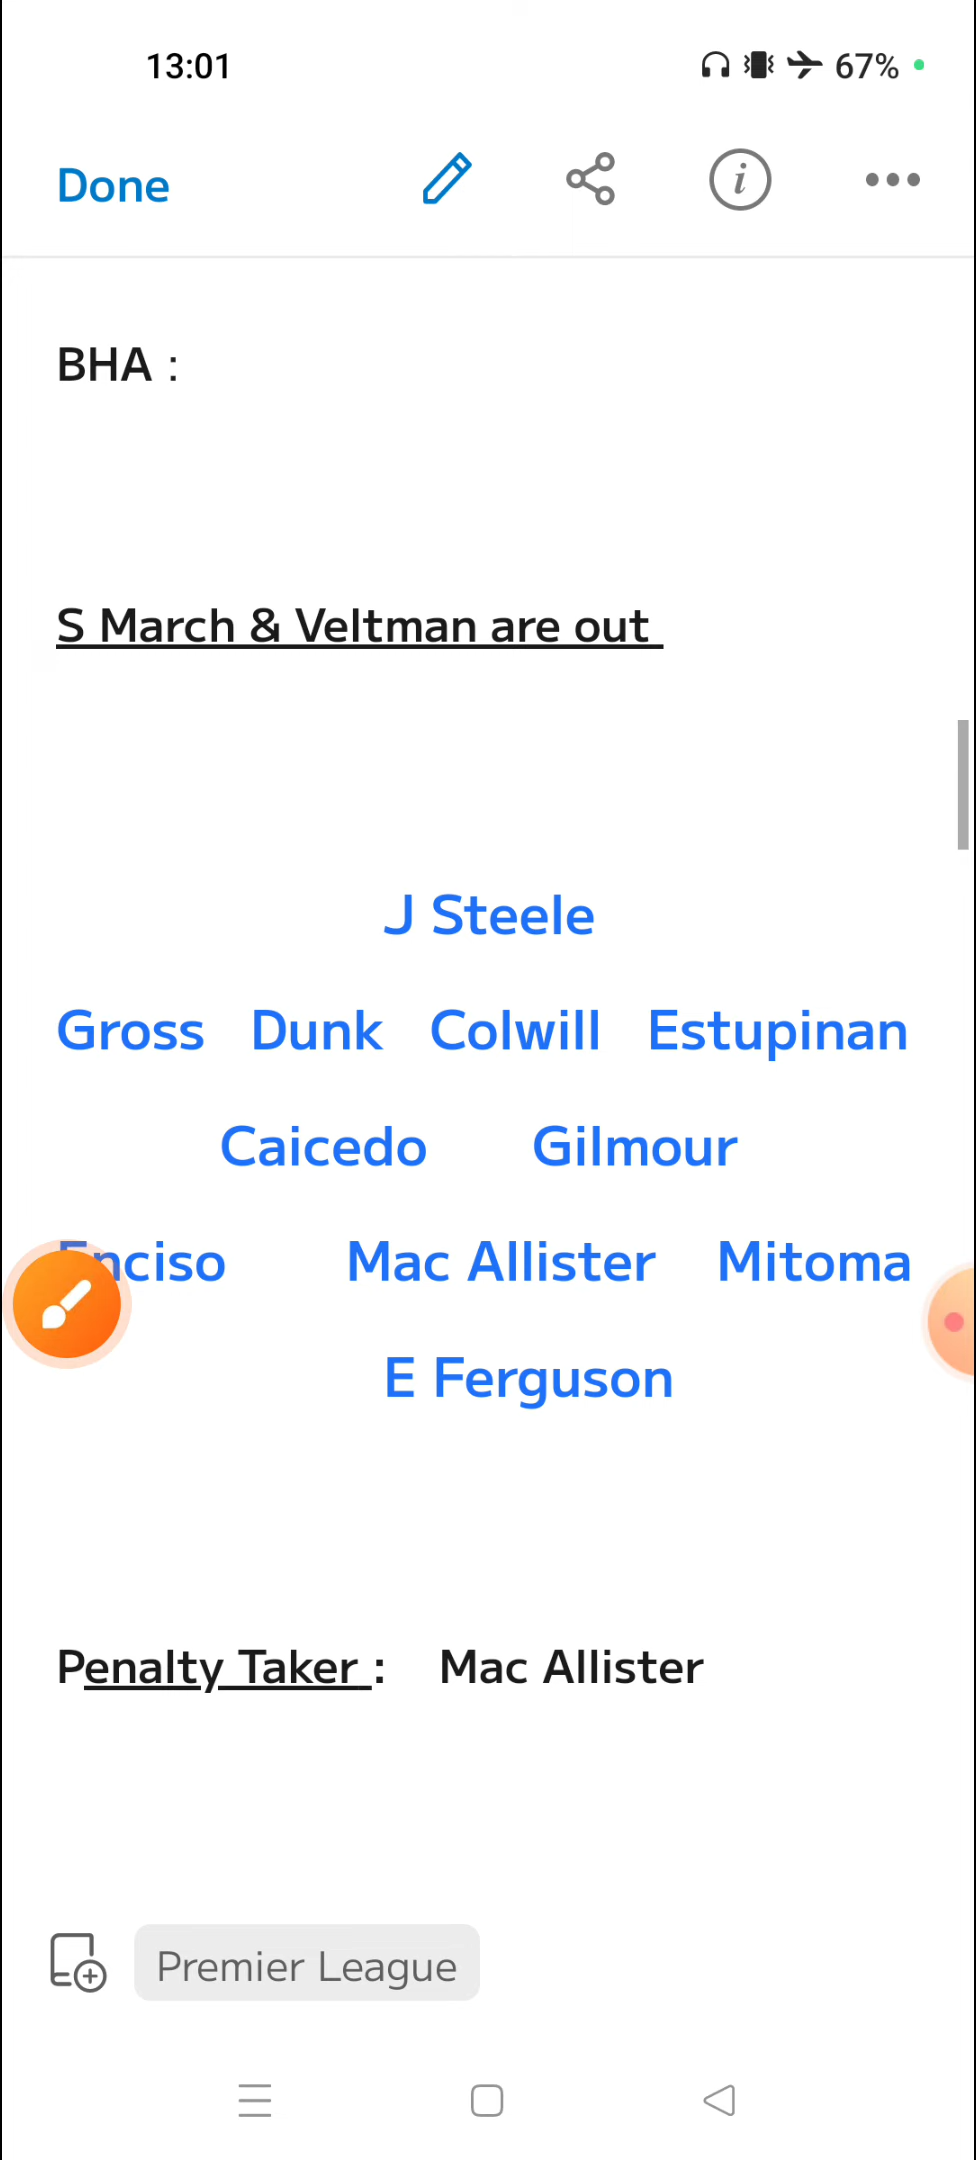 13:01 67%
Done
BHA :
S March & Veltman are out
J Steele
Gross Dunk Colwill Estupinan
Caicedo Gilmour
Enciso Mac Allister Mitoma
E Ferguson
Penalty Taker : Mac Allister
Premier League